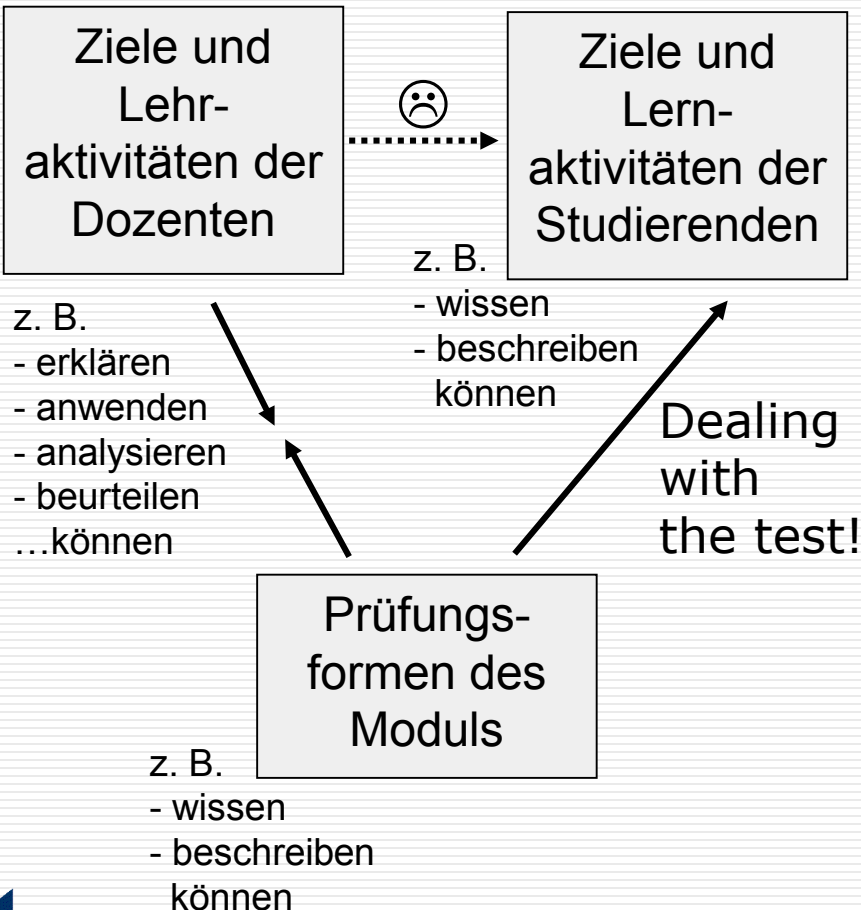 Ziele und
Lehr-
aktivitäten der
Dozenten
Ziele und
Lern-
aktivitäten der
Studierenden
z. B.
- erklären
- anwenden
- analysieren
- beurteilen
…können
z. B.
- wissen
- beschreiben
können
Dealing
with
the test!
Prüfungs-
formen des
Moduls
z. B.
- wissen
- beschreiben
können